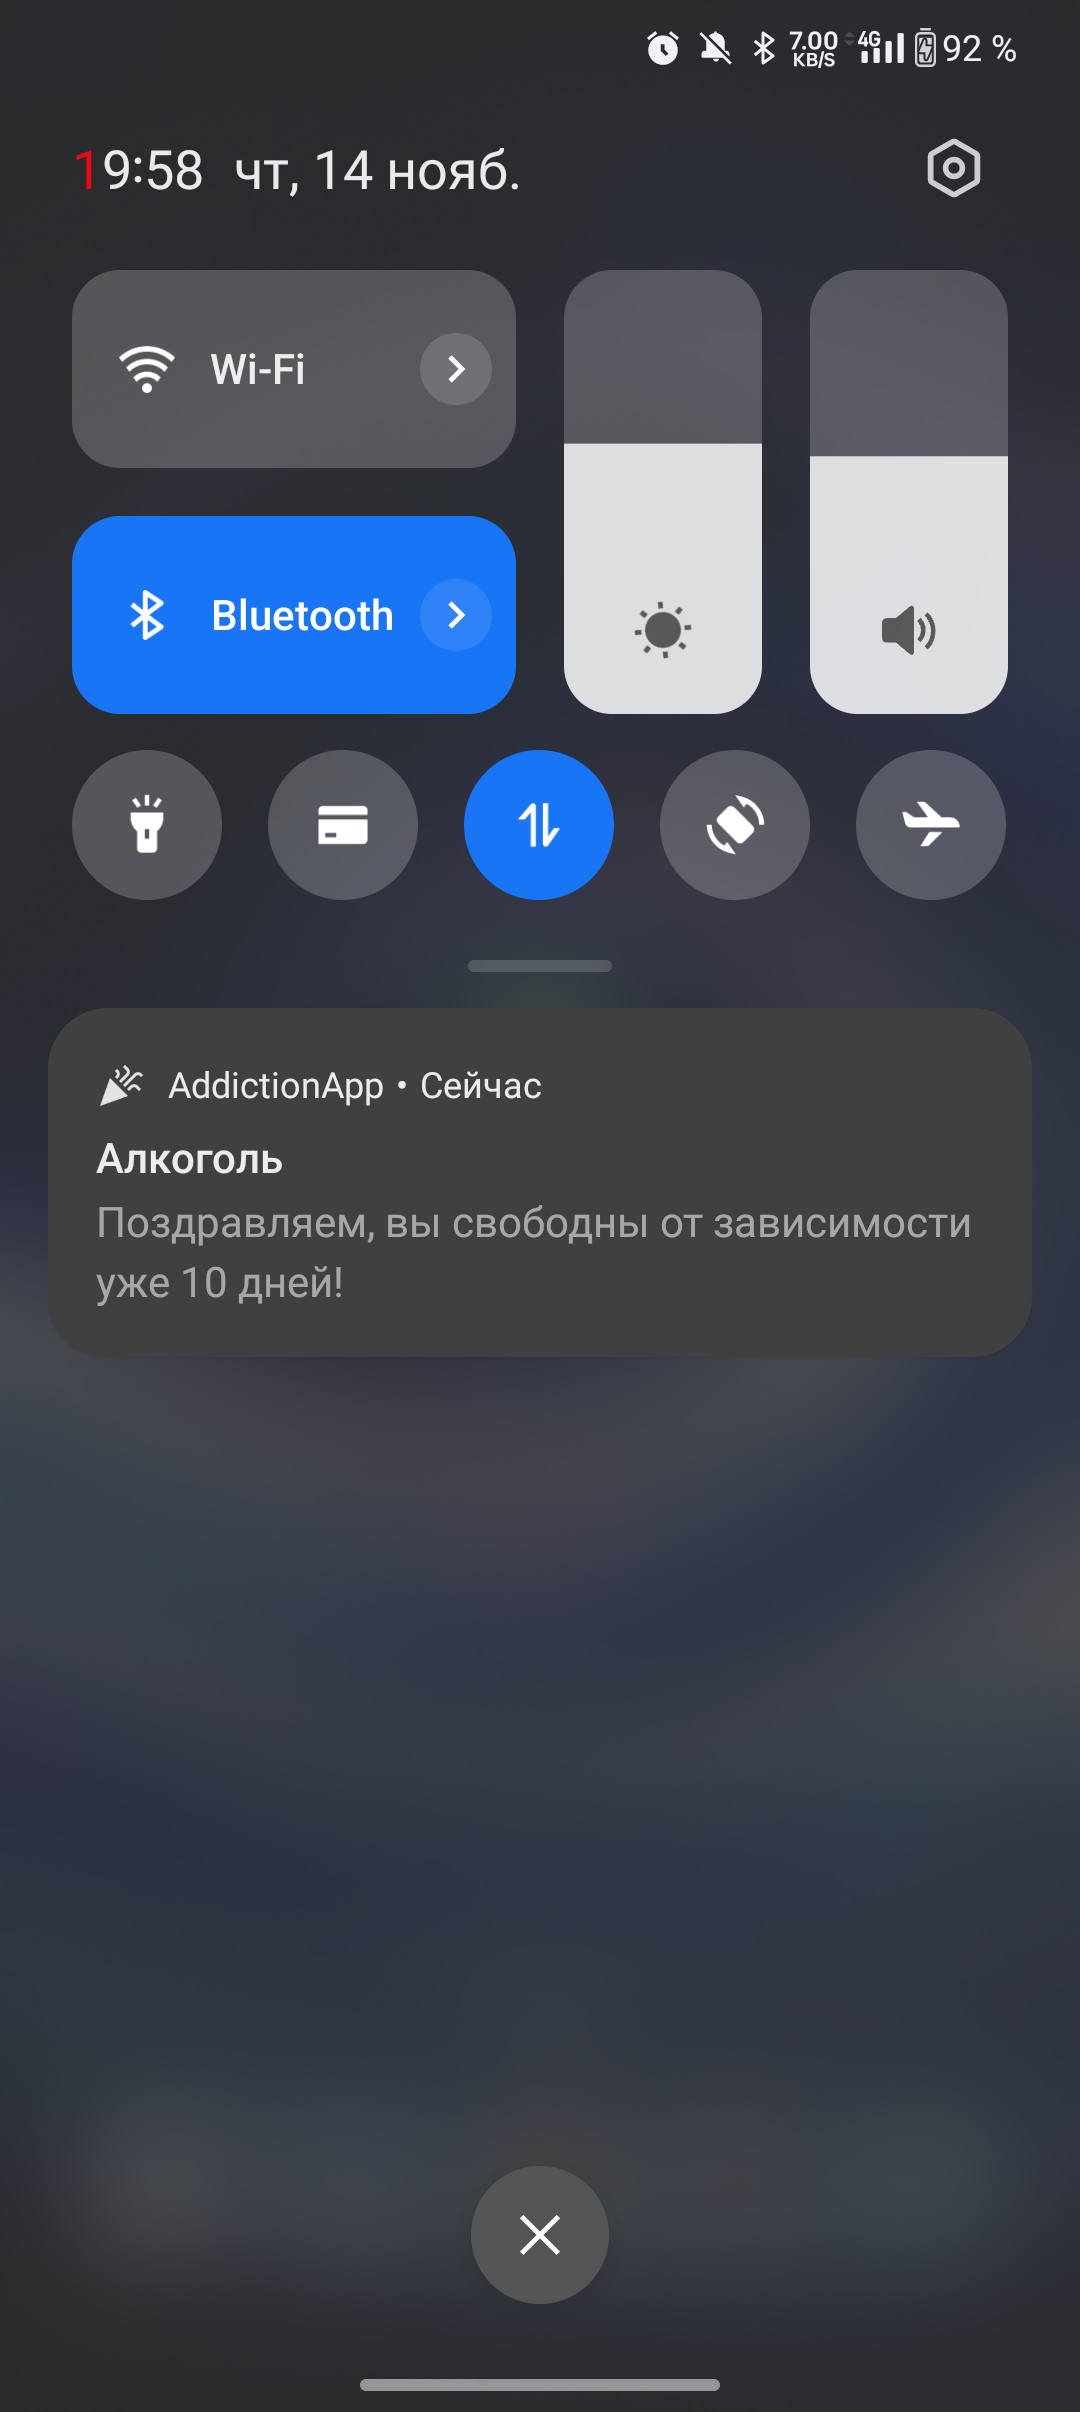 7.00 KB/S 4G 92 %
19:58 чт, 14 нояб.
Wi-Fi
Bluetooth
AddictionApp • Сейчас
Алкоголь
Поздравляем, вы свободны от зависимости
уже 10 дней!